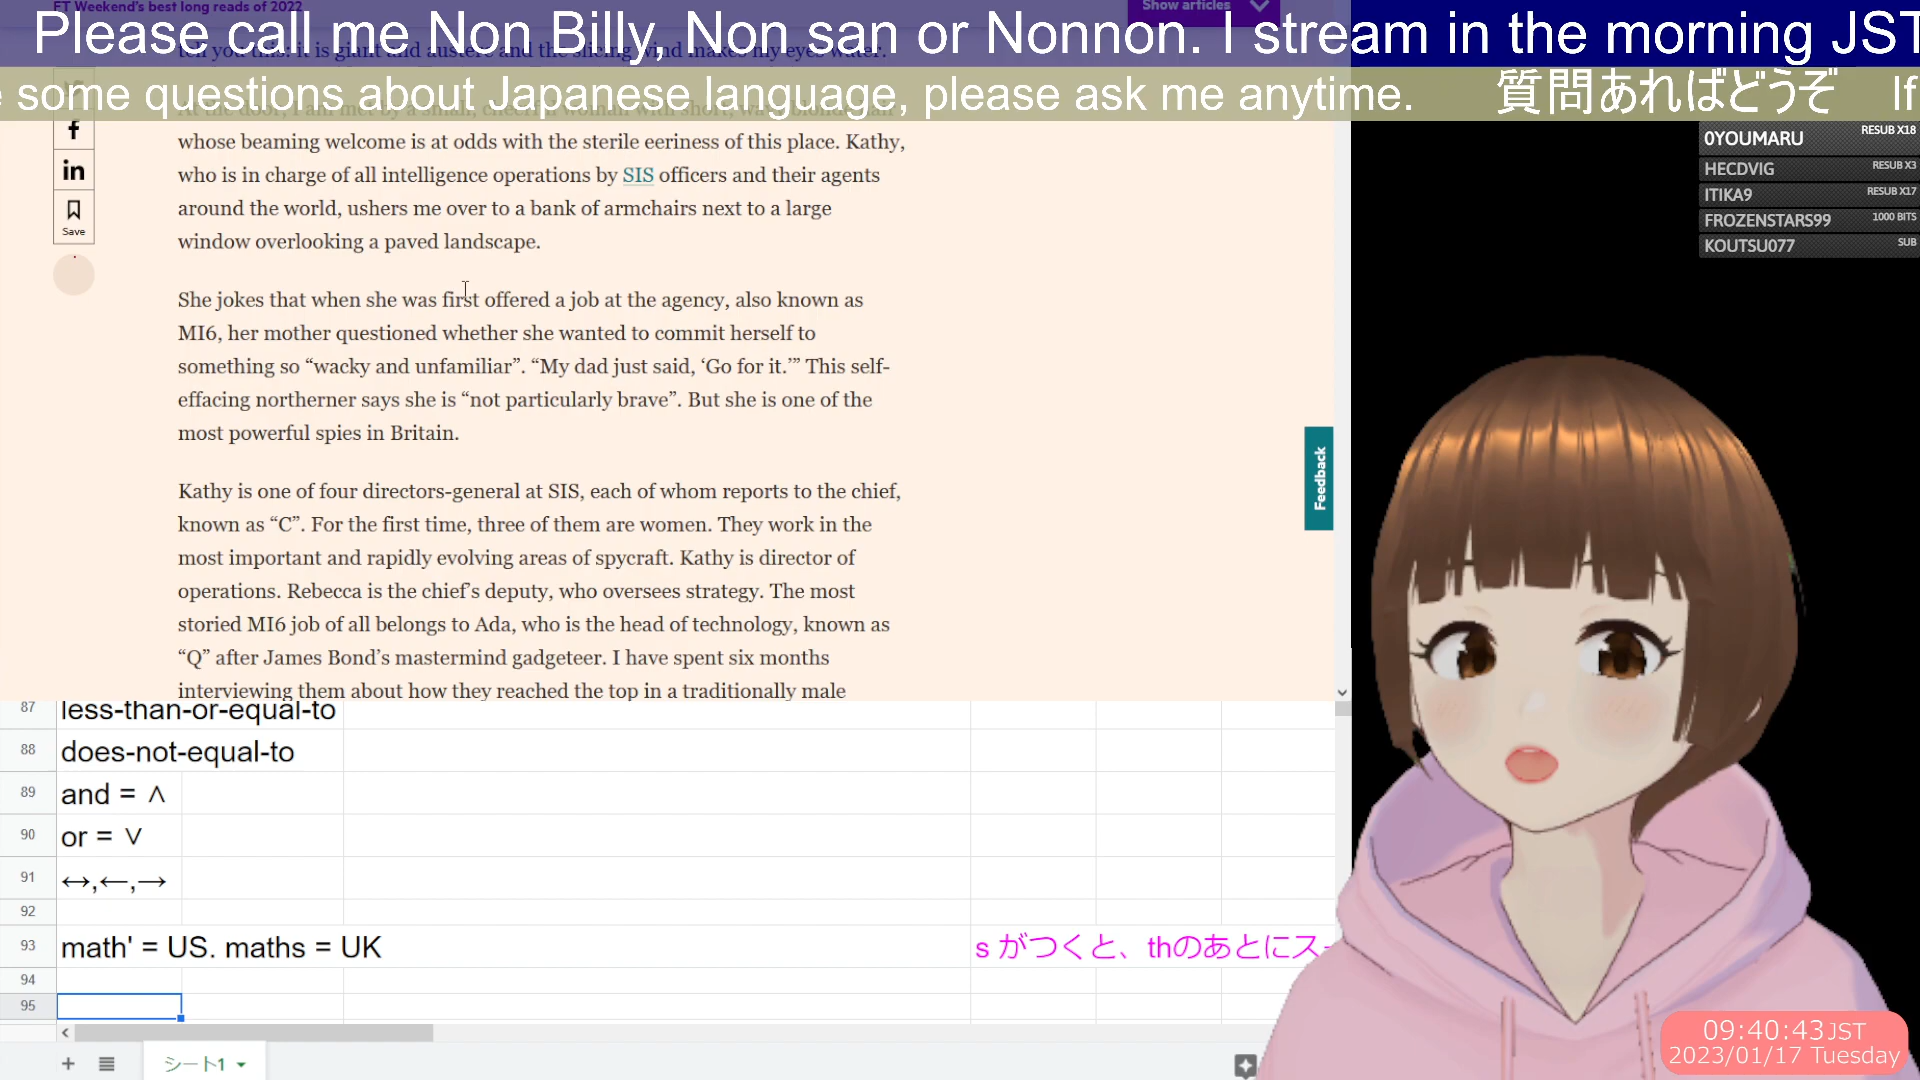 FT Weekend's best long reads of 2022
Show articles
Please call me Non Billy, Non san or Nonnon. I stream in the morning JST
some questions about Japanese language, please ask me anytime. 質問あればどうぞ If
whose beaming welcome is at odds with the sterile eeriness of this place. Kathy,
who is in charge of all intelligence operations by SIS officers and their agents
around the world, ushers me over to a bank of armchairs next to a large
window overlooking a paved landscape.
She jokes that when she was first offered a job at the agency, also known as
MI6, her mother questioned whether she wanted to commit herself to
something so “wacky and unfamiliar”. “My dad just said, ‘Go for it.’” This self-
effacing northerner says she is “not particularly brave”. But she is one of the
most powerful spies in Britain.
Kathy is one of four directors-general at SIS, each of whom reports to the chief,
known as “C”. For the first time, three of them are women. They work in the
most important and rapidly evolving areas of spycraft. Kathy is director of
operations. Rebecca is the chief’s deputy, who oversees strategy. The most
storied MI6 job of all belongs to Ada, who is the head of technology, known as
“Q” after James Bond’s mastermind gadgeteer. I have spent six months
interviewing them about how they reached the top in a traditionally male
f
in
Save
Feedback
0YOUMARU RESUB X18
HECDVIG RESUB X3
ITIKA9 RESUB X17
FROZENSTARS99 1000 BITS
KOUTSU077 SUB
87 less-than-or-equal-to
88 does-not-equal-to
89 and = ∧
90 or = ∨
91 ↔,←,→
92
93 math' = US. maths = UK s がつくと、thのあとにス
94
95
シート1
09:40:43JST
2023/01/17 Tuesday